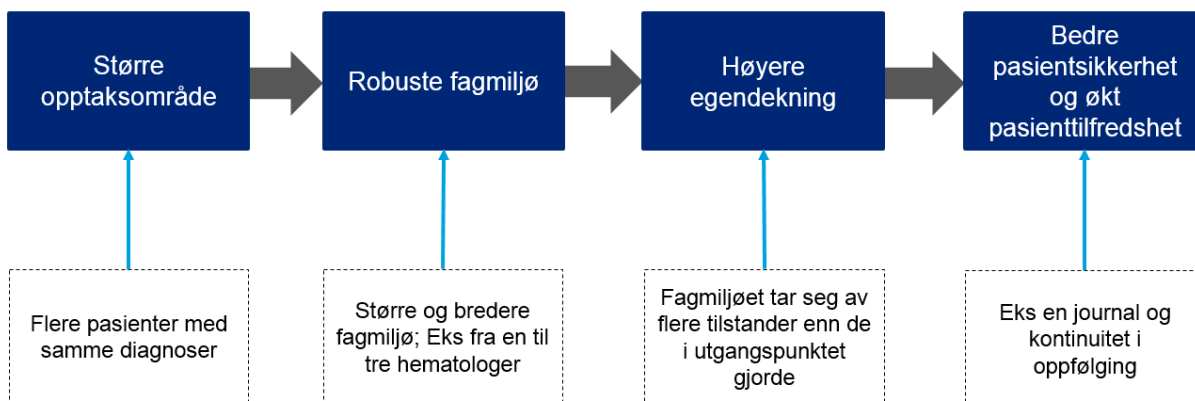 Større
opptaksområde
Robuste fagmiljø
Høyere
egendekning
Bedre
pasientsikkerhet
og økt
pasienttilfredshet
Flere pasienter med
samme diagnoser
Større og bredere
fagmiljø; Eks fra en til
tre hematologer
Fagmiljøet tar seg av
flere tilstander enn de
i utgangspunktet
gjorde
Eks en journal og
kontinuitet i
oppfølging